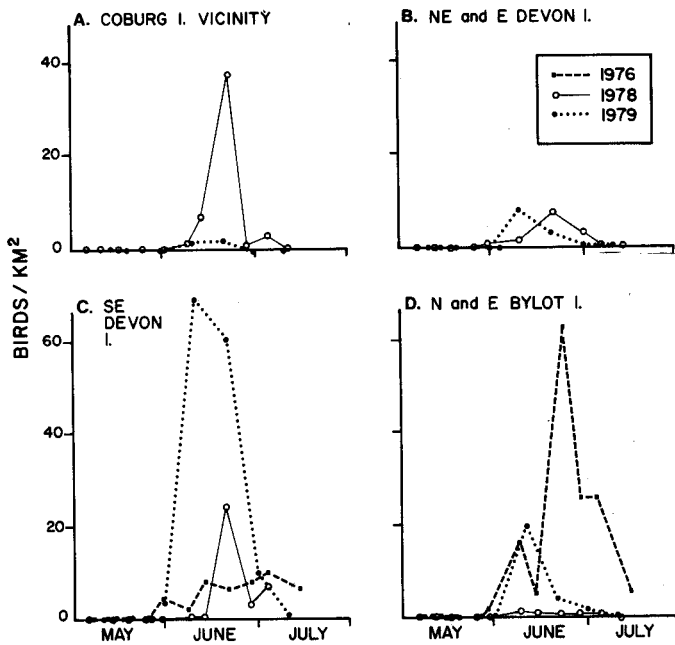 A. COBURG I. VICINITY
B. NE and E DEVON I.
40
20
0
1976
1978
1979
BIRDS/KM²
C. SE
DEVON
I.
D. N and E BYLOT I.
60
40
20
0
MAY JUNE JULY
MAY JUNE JULY